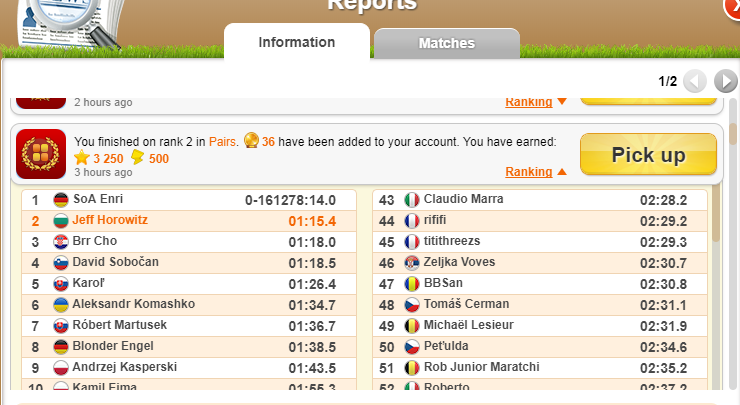 Reports
Information
Matches
1/2
2 hours ago
Ranking
You finished on rank 2 in Pairs. 36 have been added to your account. You have earned:
3 250 500
3 hours ago
Ranking
Pick up
1 SoA Enri 0-161278:14.0
2 Jeff Horowitz 01:15.4
3 Brr Cho 01:18.0
4 David Sobočan 01:18.5
5 Karoľ 01:26.4
6 Aleksandr Komashko 01:34.7
7 Róbert Martusek 01:36.7
8 Blonder Engel 01:38.5
9 Andrzej Kasperski 01:43.5
10 Kamil Fima 01:55.3
43 Claudio Marra 02:28.2
44 rififi 02:29.2
45 titithreezs 02:29.3
46 Zeljka Voves 02:30.7
47 BBSan 02:30.8
48 Tomáš Cerman 02:31.1
49 Michaël Lesieur 02:31.9
50 Peťulda 02:34.6
51 Rob Junior Maratchi 02:35.2
52 Roberto 02:37.2